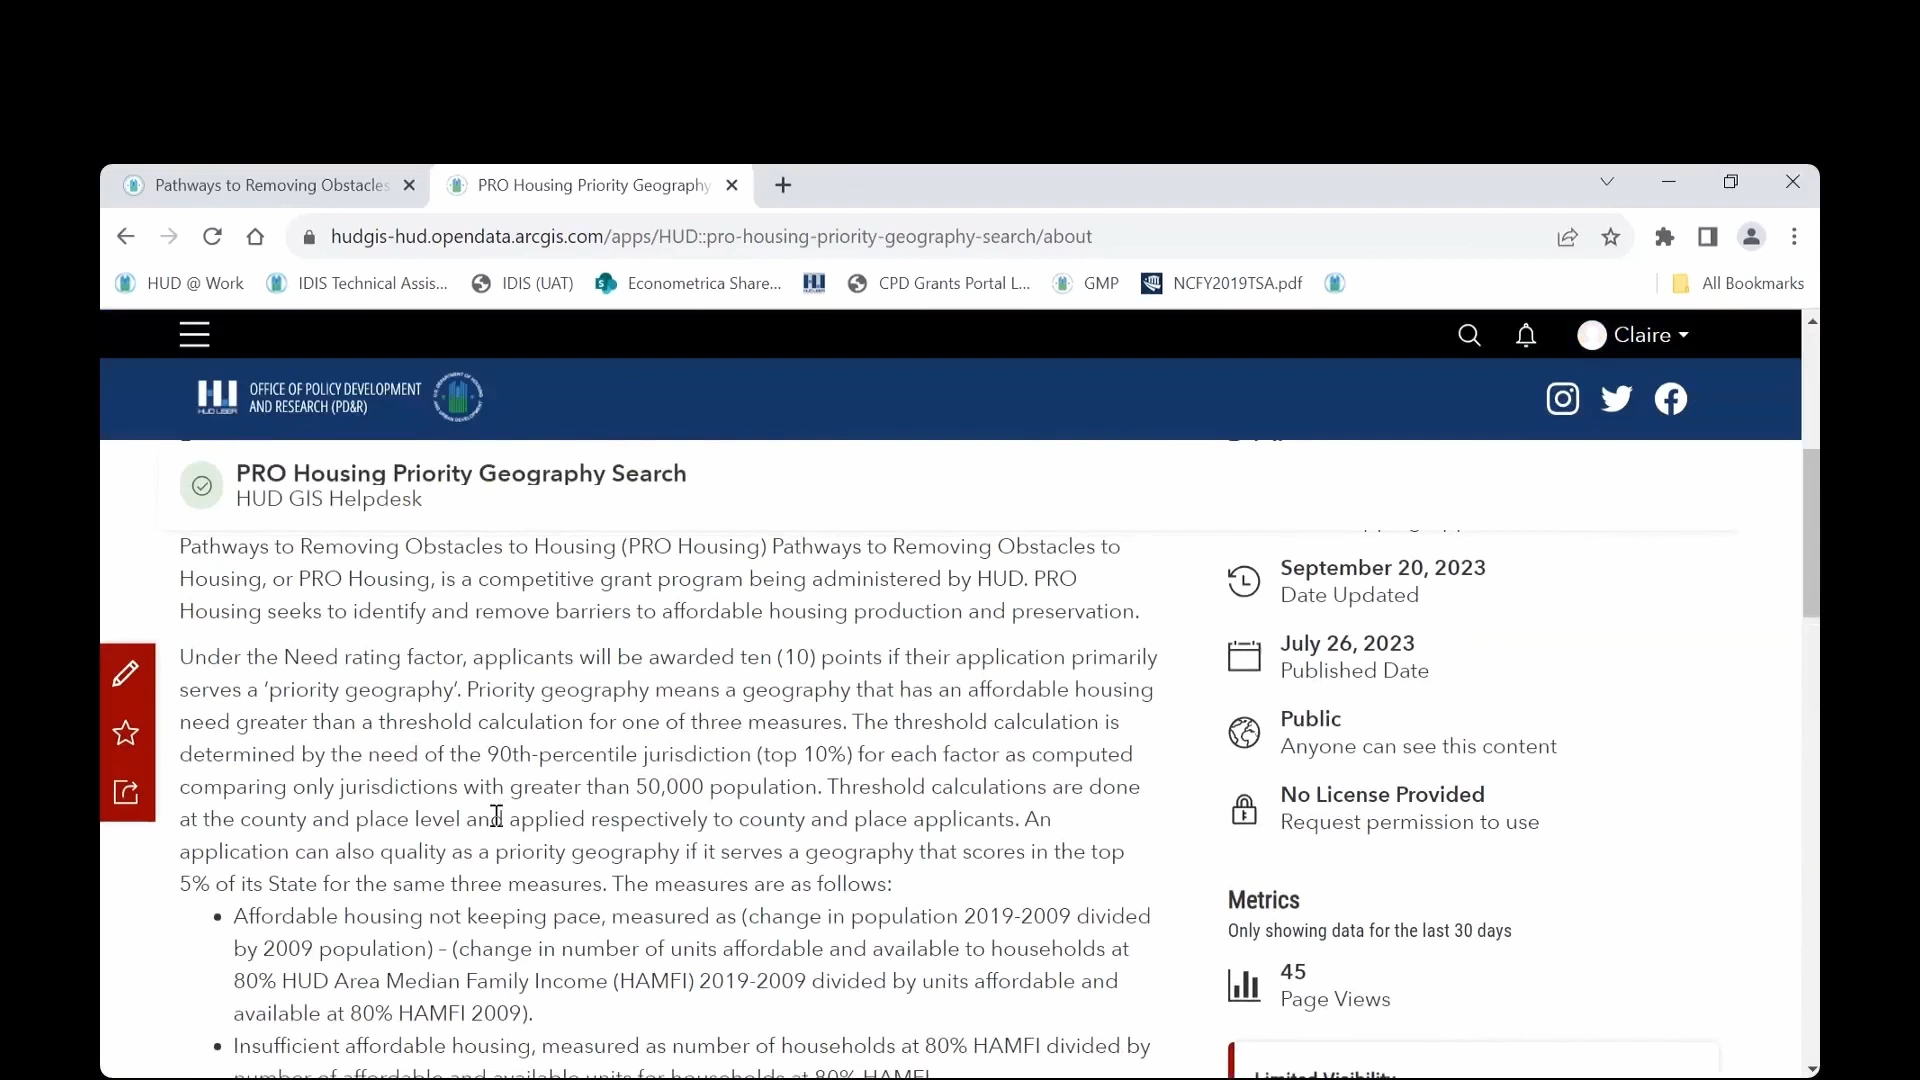 Pathways to Removing Obstacles
PRO Housing Priority Geography
hudgis-hud.opendata.arcgis.com/apps/HUD::pro-housing-priority-geography-search/about
HUD @ Work
IDIS Technical Assis...
IDIS (UAT)
Econometrica Share...
CPD Grants Portal L...
GMP
NCFY2019TSA.pdf
All Bookmarks
Claire
HUD USER
OFFICE OF POLICY DEVELOPMENT
AND RESEARCH (PD&R)
PRO Housing Priority Geography Search
HUD GIS Helpdesk
Pathways to Removing Obstacles to Housing (PRO Housing) Pathways to Removing Obstacles to
Housing, or PRO Housing, is a competitive grant program being administered by HUD. PRO
Housing seeks to identify and remove barriers to affordable housing production and preservation.
Under the Need rating factor, applicants will be awarded ten (10) points if their application primarily
serves a ‘priority geography’. Priority geography means a geography that has an affordable housing
need greater than a threshold calculation for one of three measures. The threshold calculation is
determined by the need of the 90th-percentile jurisdiction (top 10%) for each factor as computed
comparing only jurisdictions with greater than 50,000 population. Threshold calculations are done
at the county and place level and applied respectively to county and place applicants. An
application can also quality as a priority geography if it serves a geography that scores in the top
5% of its State for the same three measures. The measures are as follows:
• Affordable housing not keeping pace, measured as (change in population 2019-2009 divided
by 2009 population) – (change in number of units affordable and available to households at
80% HUD Area Median Family Income (HAMFI) 2019-2009 divided by units affordable and
available at 80% HAMFI 2009).
• Insufficient affordable housing, measured as number of households at 80% HAMFI divided by
number of affordable and available units for households at 80% HAMFI
September 20, 2023
Date Updated
July 26, 2023
Published Date
Public
Anyone can see this content
No License Provided
Request permission to use
Metrics
Only showing data for the last 30 days
45
Page Views
Limited Visibility